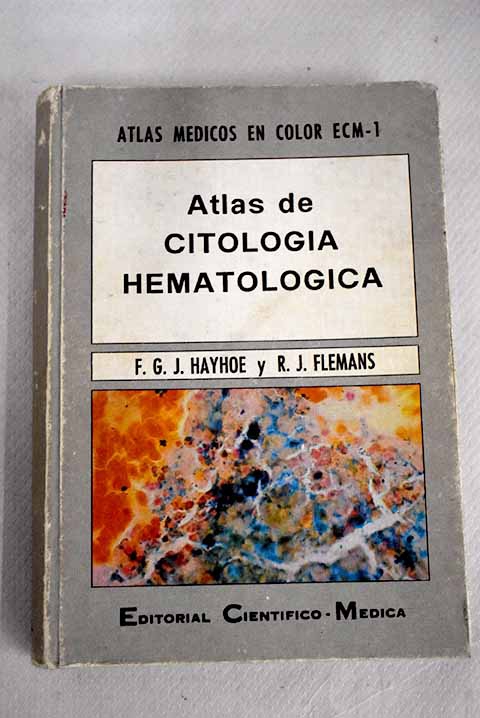 ATLAS MEDICOS EN COLOR ECM-1
Atlas de
CITOLOGIA
HEMATOLOGICA
F. G. J. HAYHOE y R. J. FLEMANS
EDITORIAL CIENTIFICO-MEDICA